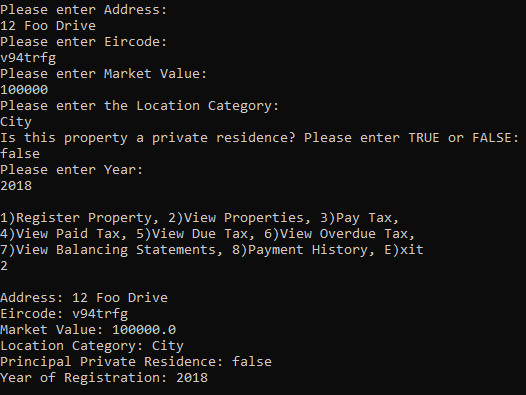 Please enter Address:
12 Foo Drive
Please enter Eircode:
v94trfg
Please enter Market Value:
100000
Please enter the Location Category:
City
Is this property a private residence? Please enter TRUE or FALSE:
false
Please enter Year:
2018
1)Register Property, 2)View Properties, 3)Pay Tax,
4)View Paid Tax, 5)View Due Tax, 6)View Overdue Tax,
7)View Balancing Statements, 8)Payment History, E)xit
2
Address: 12 Foo Drive
Eircode: v94trfg
Market Value: 100000.0
Location Category: City
Principal Private Residence: false
Year of Registration: 2018